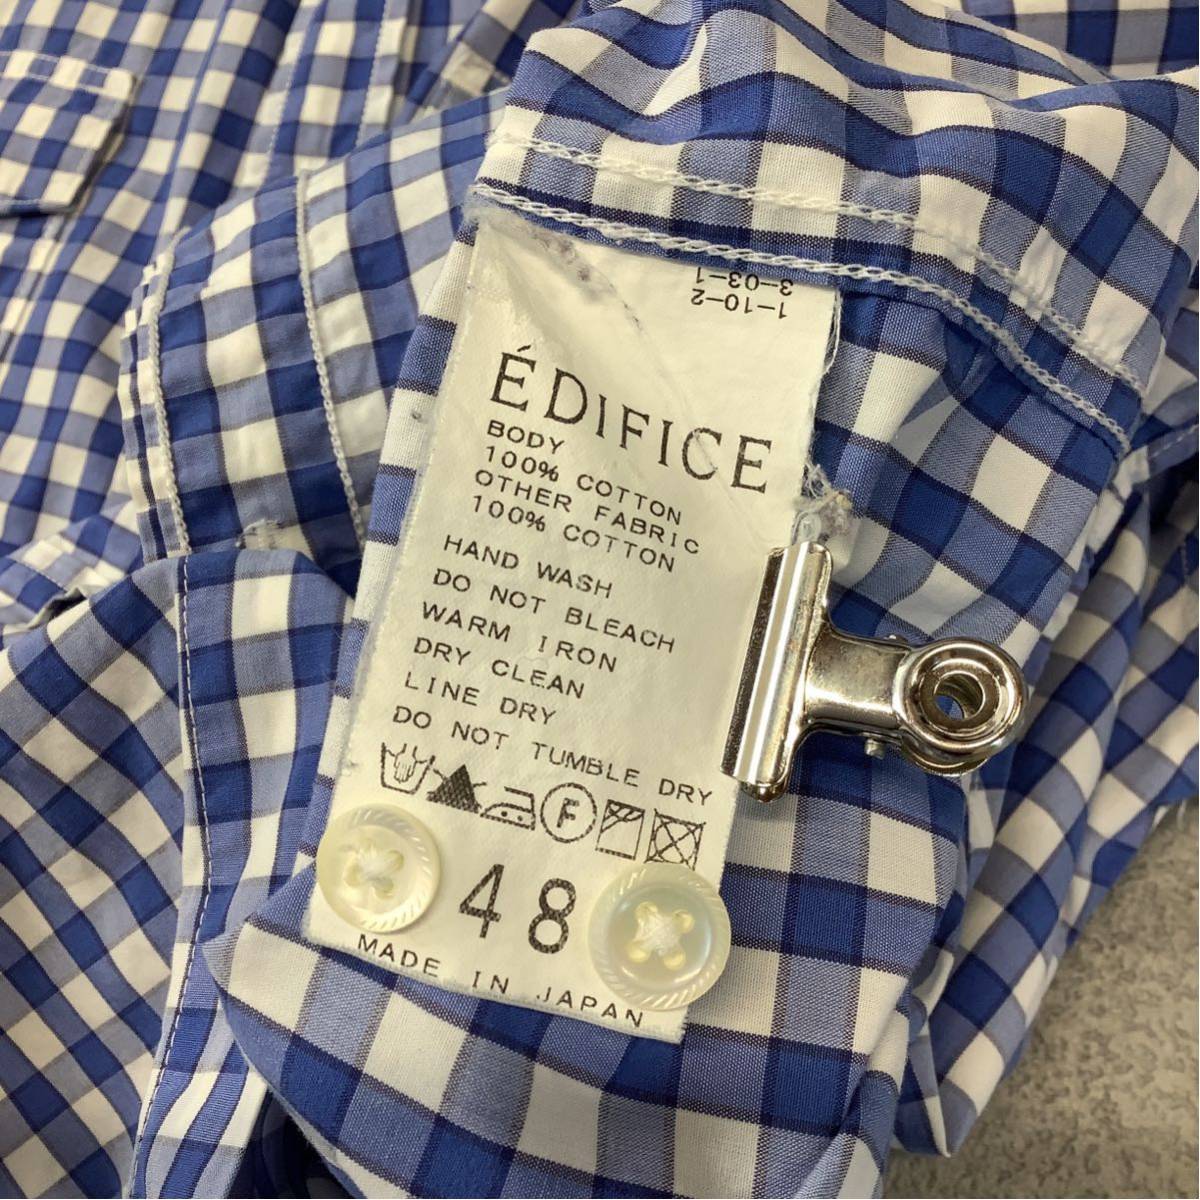 1-10-2
3-03-1
ÉDIFICE
BODY
100% COTTON
OTHER FABRIC
100% COTTON
HAND WASH
DO NOT BLEACH
WARM IRON
DRY CLEAN
LINE DRY
DO NOT TUMBLE DRY
F
48
MADE IN JAPAN